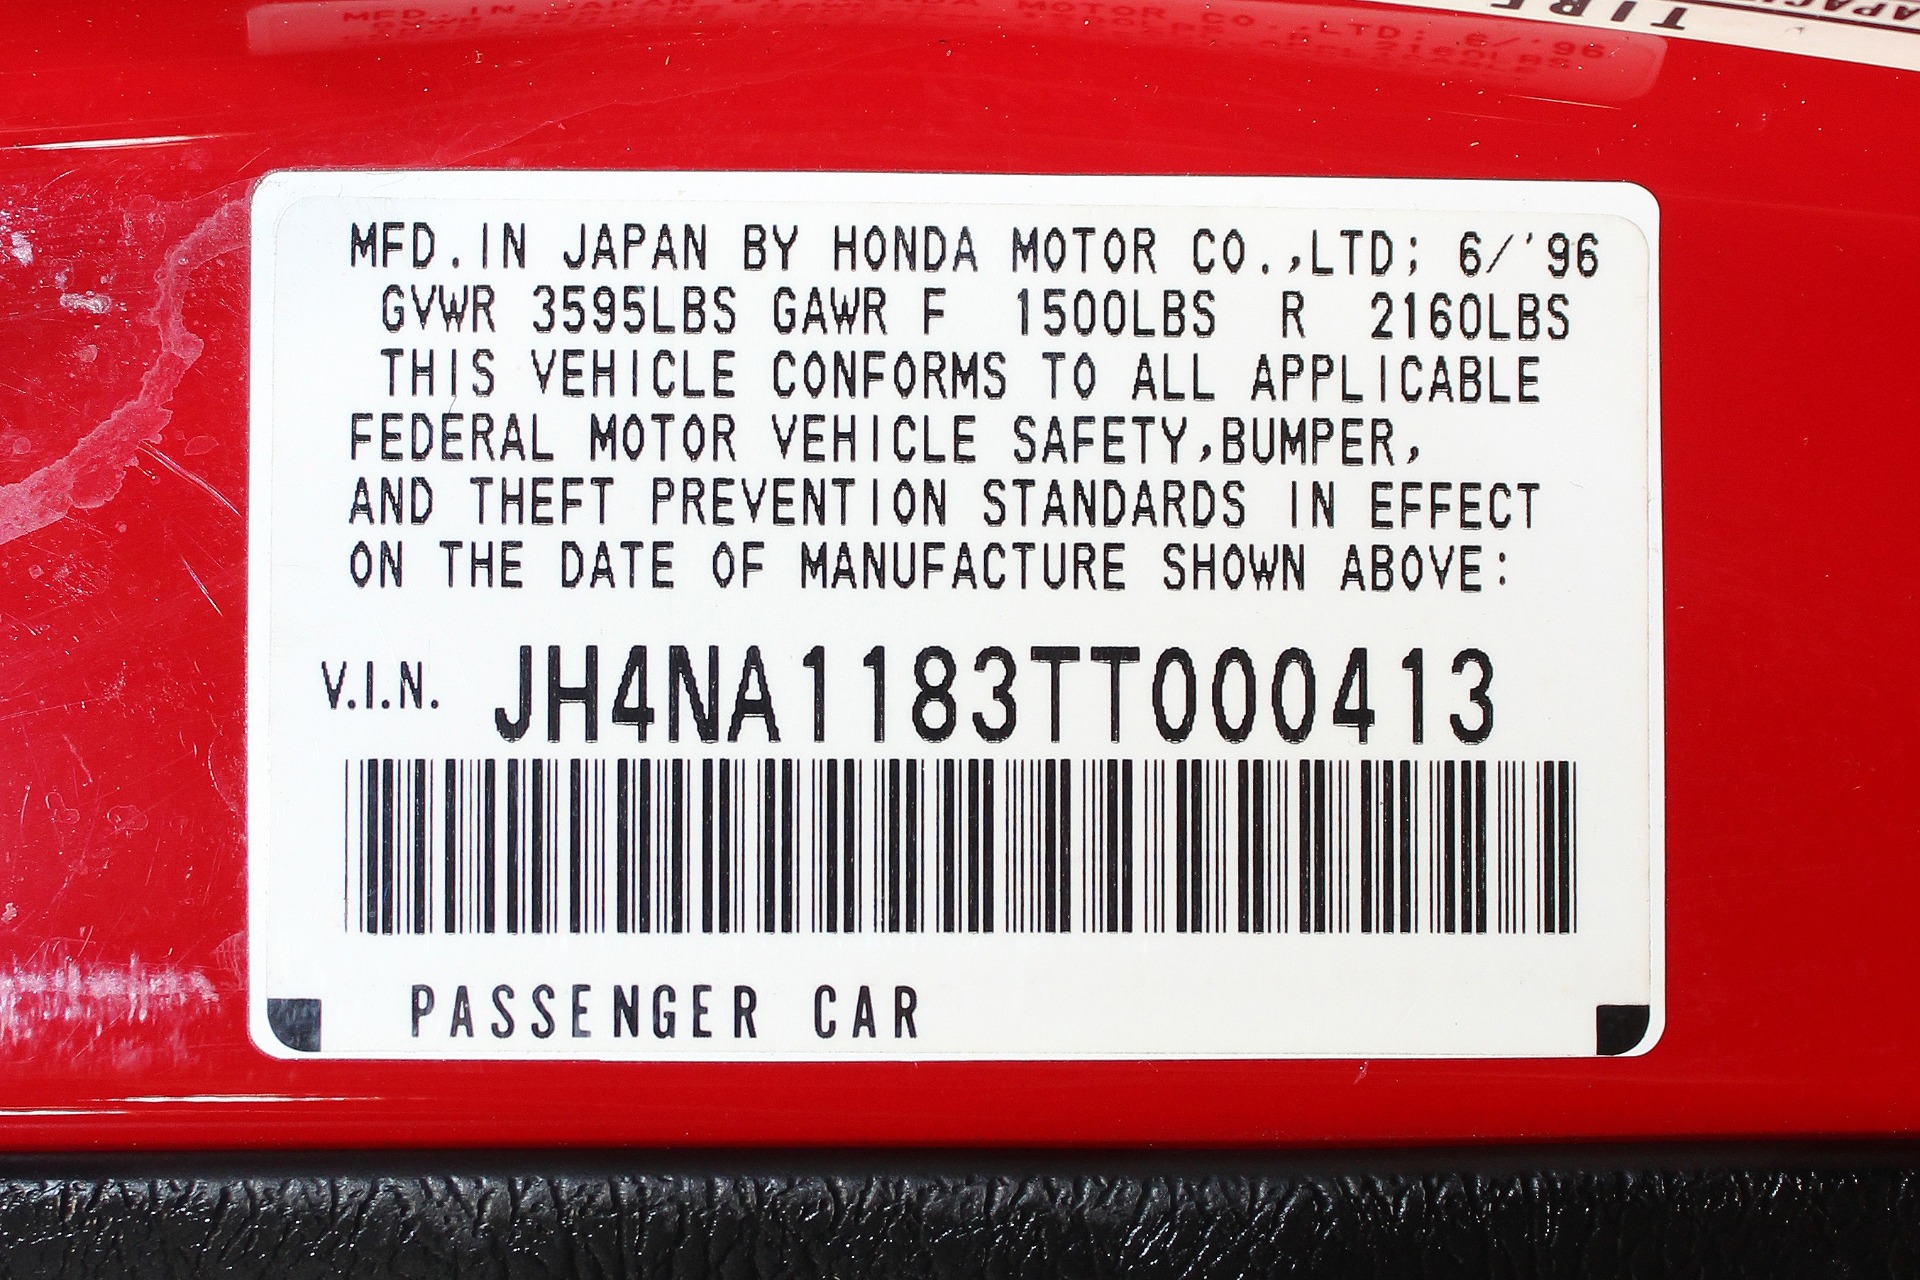 TIRE
MFD.IN JAPAN BY HONDA MOTOR CO.,LTD; 6/'96
GVWR 3595LBS GAWR F 1500LBS R 2160LBS
THIS VEHICLE CONFORMS TO ALL APPLICABLE
FEDERAL MOTOR VEHICLE SAFETY,BUMPER,
AND THEFT PREVENTION STANDARDS IN EFFECT
ON THE DATE OF MANUFACTURE SHOWN ABOVE:
V.I.N. JH4NA1183TT000413
PASSENGER CAR